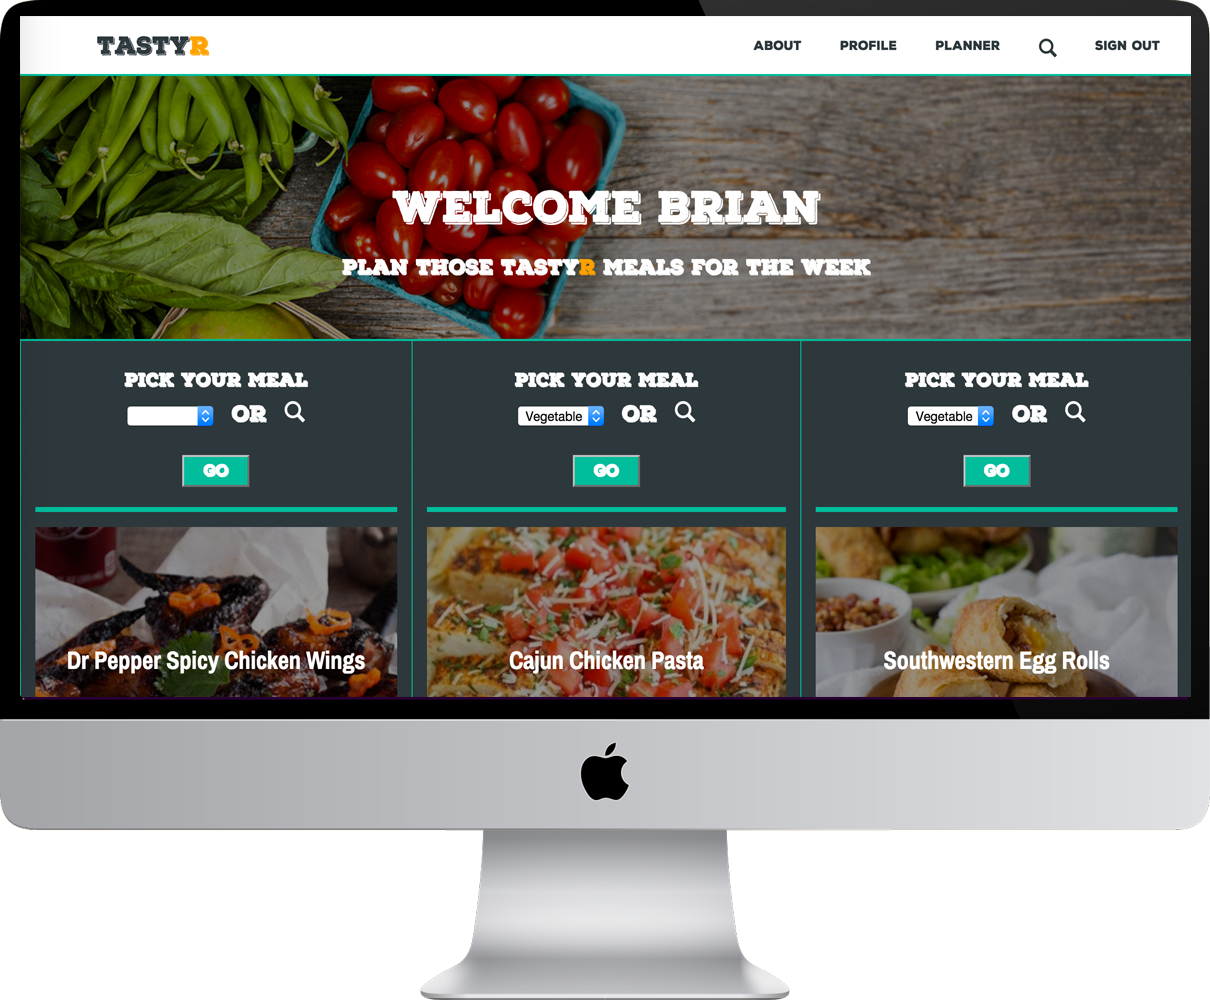 TASTYR
ABOUT PROFILE PLANNER SIGN OUT
WELCOME BRIAN
PLAN THOSE TASTYR MEALS FOR THE WEEK
PICK YOUR MEAL
OR
GO
Dr Pepper Spicy Chicken Wings
PICK YOUR MEAL
Vegetable OR
GO
Cajun Chicken Pasta
PICK YOUR MEAL
Vegetable OR
GO
Southwestern Egg Rolls